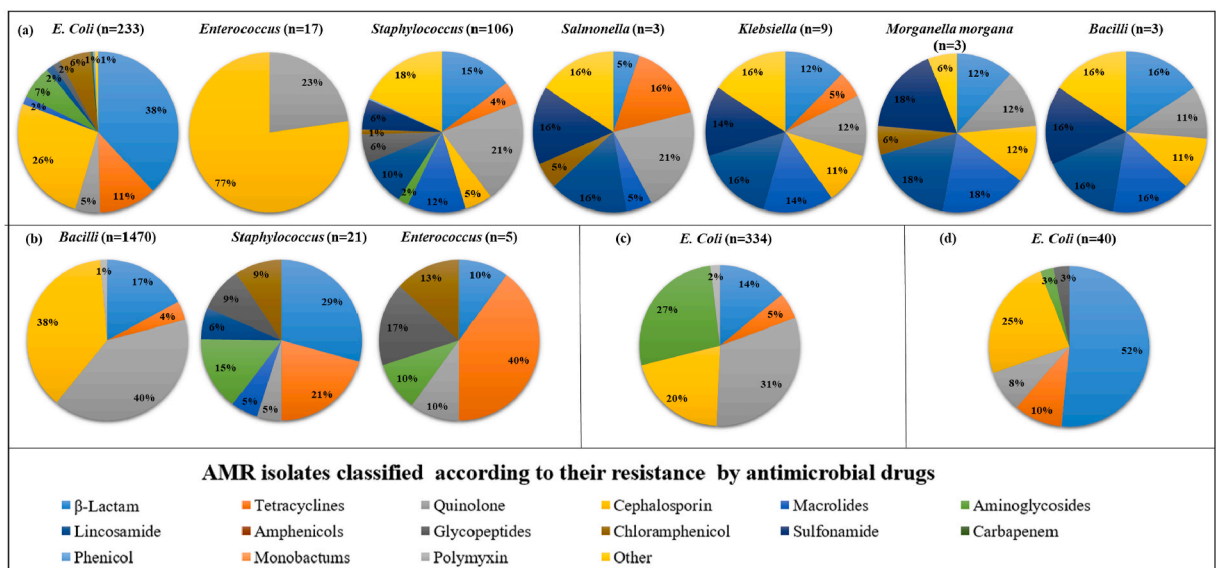 (a)
E. Coli (n=233)
Enterococcus (n=17)
Staphylococcus (n=106)
Salmonella (n=3)
Klebsiella (n=9)
Morganella morgana
(n=3)
Bacilli (n=3)
1%
38%
11%
5%
26%
2%
7%
2%
2%
6%
1%
23%
77%
15%
4%
21%
5%
12%
2%
10%
6%
1%
6%
18%
5%
16%
21%
5%
16%
5%
16%
16%
12%
5%
12%
11%
14%
16%
14%
16%
12%
12%
12%
18%
18%
6%
18%
6%
16%
11%
11%
16%
16%
16%
16%
(b)
Bacilli (n=1470)
Staphylococcus (n=21)
Enterococcus (n=5)
(c)
E. Coli (n=334)
(d)
E. Coli (n=40)
17%
4%
40%
38%
1%
29%
21%
5%
5%
15%
6%
9%
9%
10%
40%
10%
10%
17%
13%
14%
5%
31%
20%
27%
2%
52%
10%
8%
25%
3%
3%
AMR isolates classified according to their resistance by antimicrobial drugs
β-Lactam
Tetracyclines
Quinolone
Cephalosporin
Macrolides
Aminoglycosides
Lincosamide
Amphenicols
Glycopeptides
Chloramphenicol
Sulfonamide
Carbapenem
Phenicol
Monobactums
Polymyxin
Other